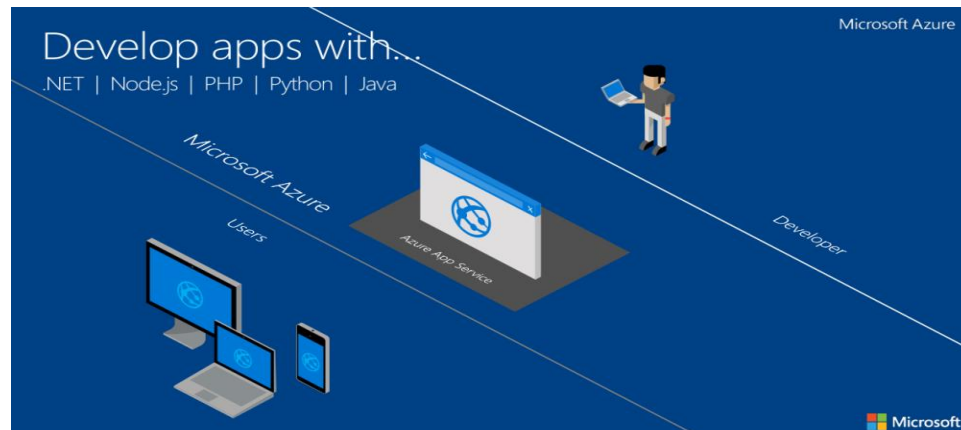 Microsoft Azure
Develop apps with...
.NET | Node.js | PHP | Python | Java
Microsoft Azure
Users
Azure App Service
Developer
Microsoft